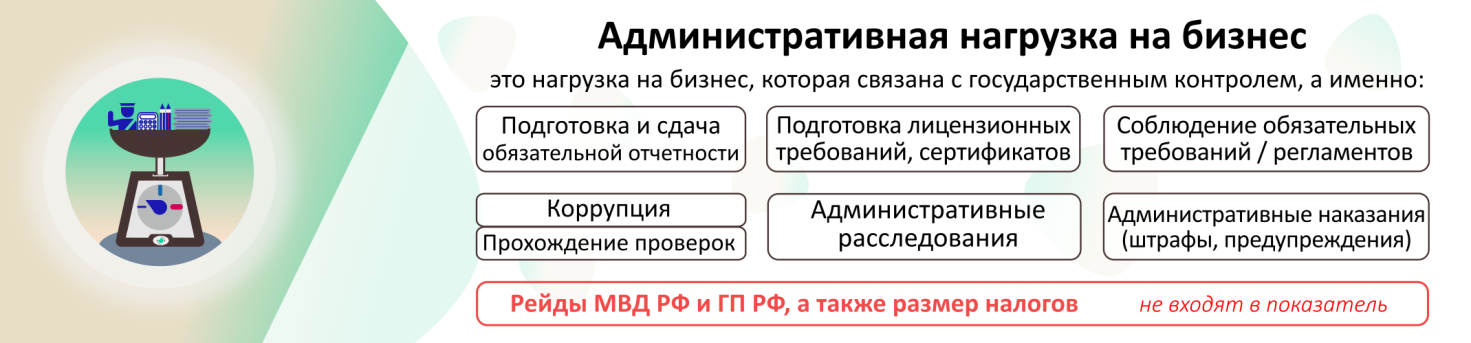 Административная нагрузка на бизнес
это нагрузка на бизнес, которая связана с государственным контролем, а именно:
Подготовка и сдача
обязательной отчетности
Подготовка лицензионных
требований, сертификатов
Соблюдение обязательных
требований / регламентов
Коррупция
Прохождение проверок
Административные
расследования
Административные наказания
(штрафы, предупреждения)
Рейды МВД РФ и ГП РФ, а также размер налогов не входят в показатель